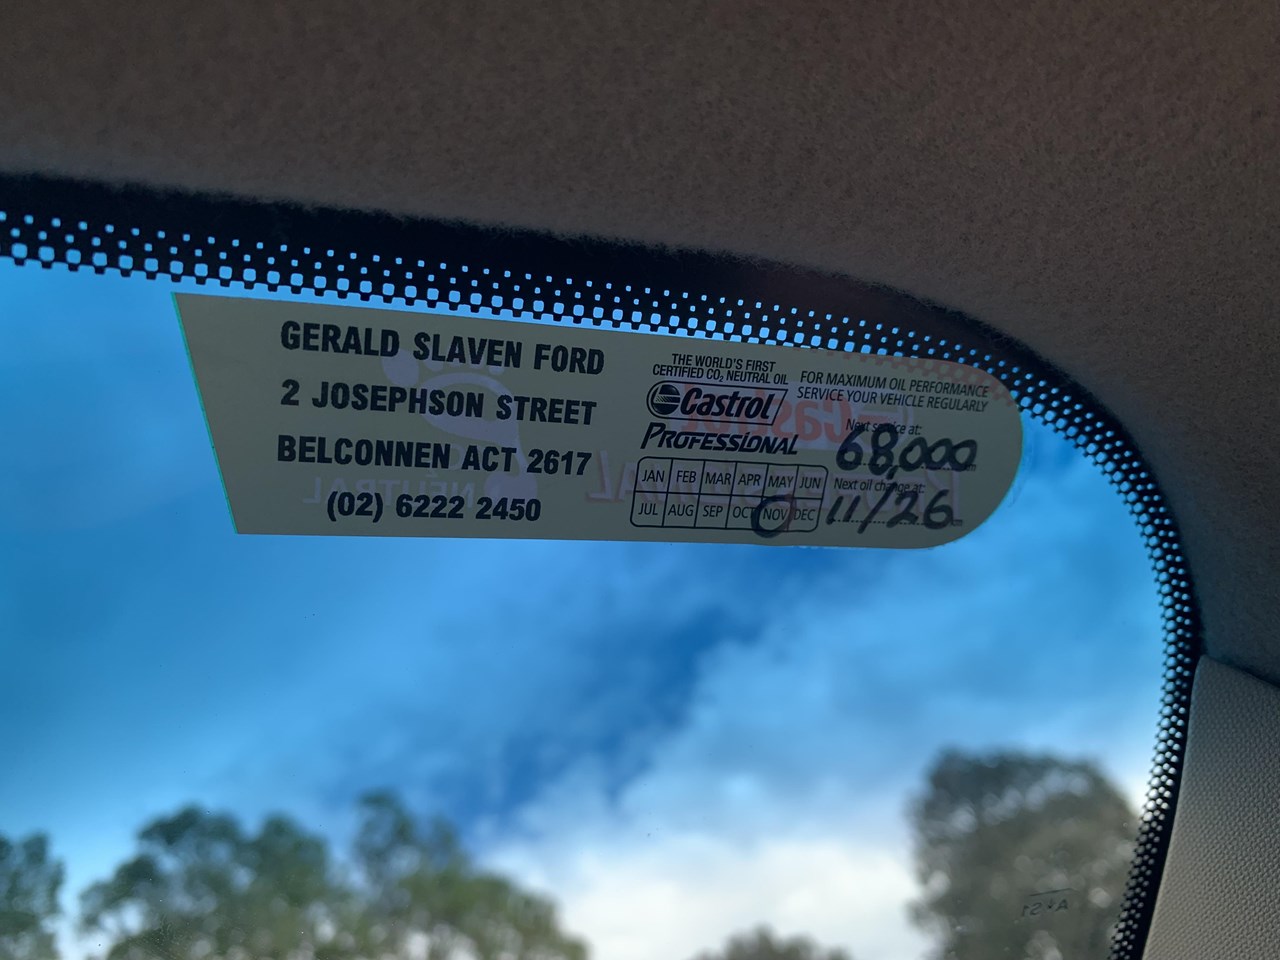 GERALD SLAVEN FORD
2 JOSEPHSON STREET
BELCONNEN ACT 2617
(02) 6222 2450
THE WORLD'S FIRST
CERTIFIED CO₂ NEUTRAL OIL
Castrol
PROFESSIONAL
JAN FEB MAR APR MAY JUN
JUL AUG SEP OCT NOV DEC
FOR MAXIMUM OIL PERFORMANCE
SERVICE YOUR VEHICLE REGULARLY
Next service at:
68,000
Next oil change at:
11/26